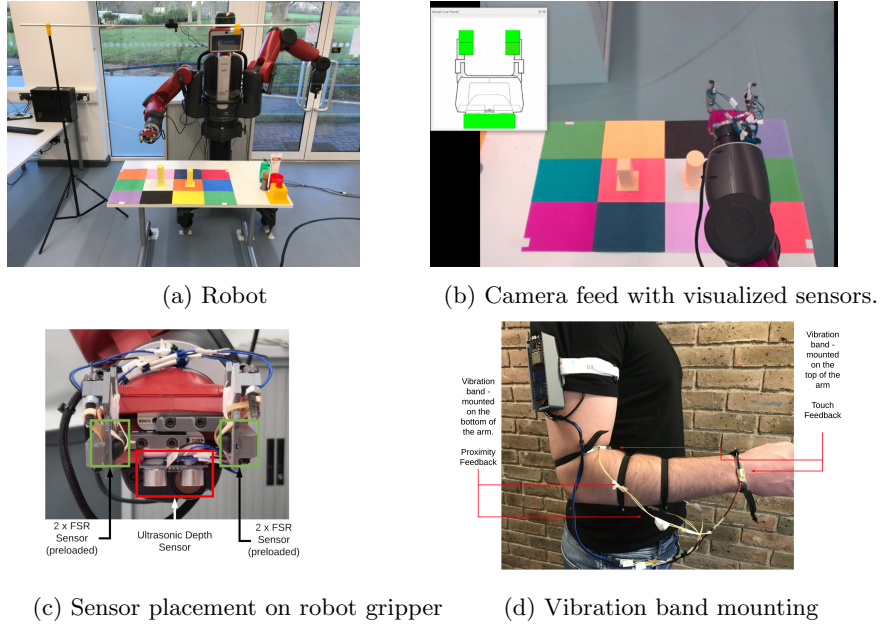 (a) Robot
(b) Camera feed with visualized sensors.
2 x FSR
Sensor
(preloaded)
Ultrasonic Depth
Sensor
2 x FSR
Sensor
(preloaded)
Vibration
band -
mounted
on the
bottom of
the arm.
Proximity
Feedback
Vibration
band -
mounted
on the
top of the
arm
Touch
Feedback
(c) Sensor placement on robot gripper
(d) Vibration band mounting